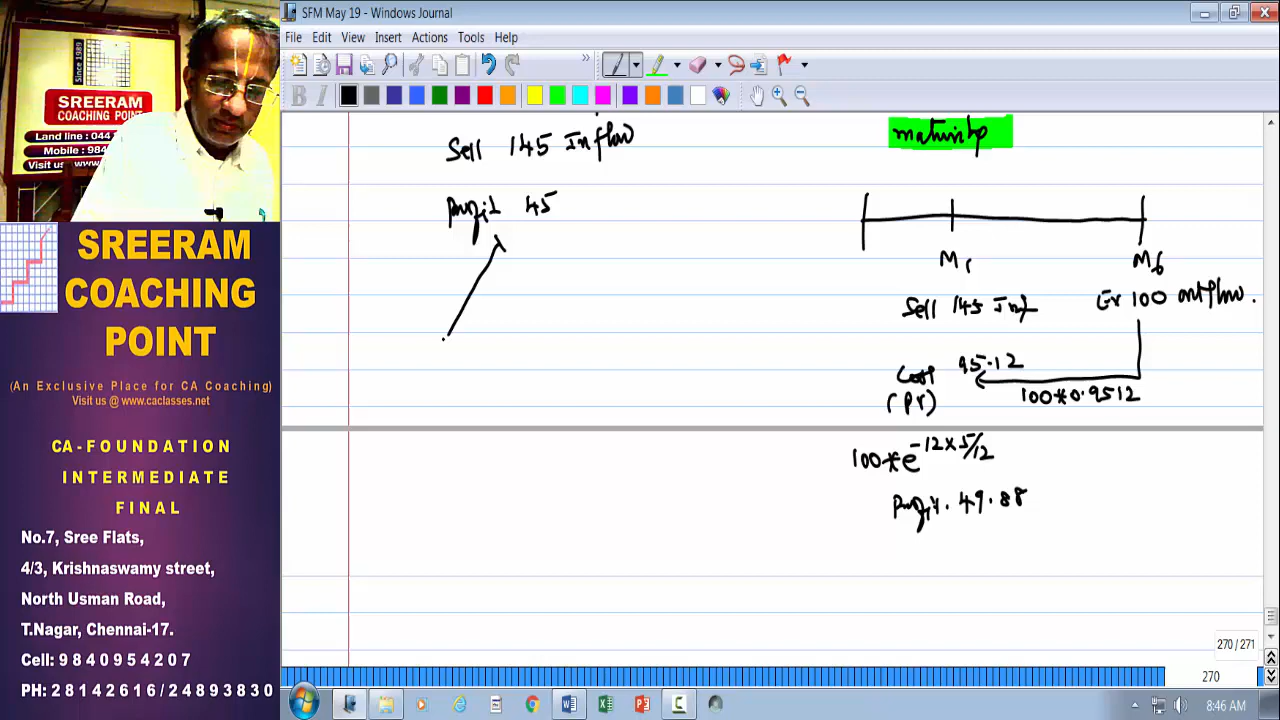 SFM May 19 - Windows Journal
File Edit View Insert Actions Tools Help
Since 1989
SREERAM
COACHING POINT
Land line : 044
Mobile : 984
Visit us : www.
Sell 145 Inflow
Profit 45
maturity
M1
M6
Sell 145 Inf
Ex 100 outflow.
Cost 95.12
(PV)
100*0.9512
100*e-12x5/12
Profit. 49.88
SREERAM
COACHING
POINT
(An Exclusive Place for CA Coaching)
Visit us @ www.caclasses.net
CA-FOUNDATION
INTERMEDIATE
FINAL
No.7, Sree Flats,
4/3, Krishnaswamy street,
North Usman Road,
T.Nagar, Chennai-17.
Cell: 9840954207
PH: 28142616/24893830
270 / 271
270
8:46 AM